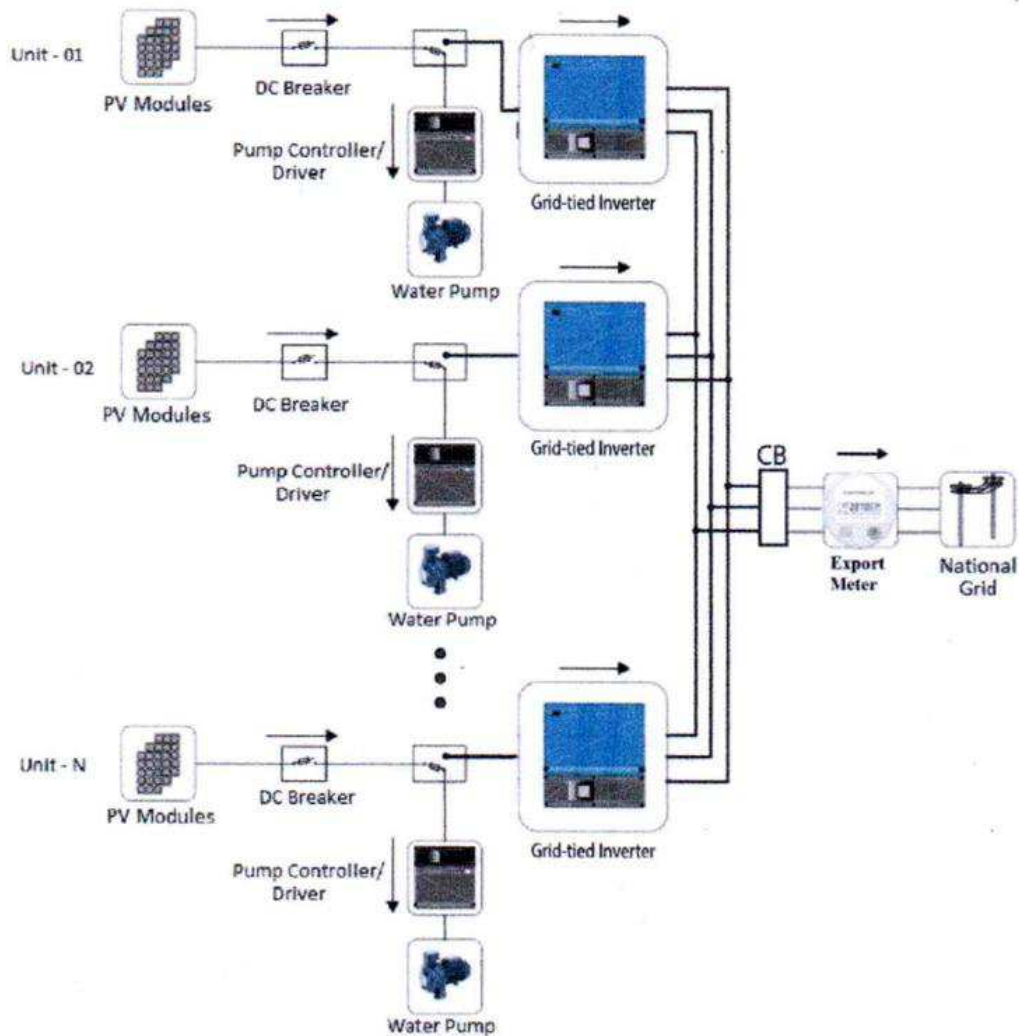 Unit - 01
PV Modules
DC Breaker
Pump Controller/
Driver
Grid-tied Inverter
Water Pump
Unit - 02
PV Modules
DC Breaker
Pump Controller/
Driver
Grid-tied Inverter
Water Pump
CB
Export
Meter
National
Grid
Unit - N
PV Modules
DC Breaker
Pump Controller/
Driver
Grid-tied Inverter
Water Pump